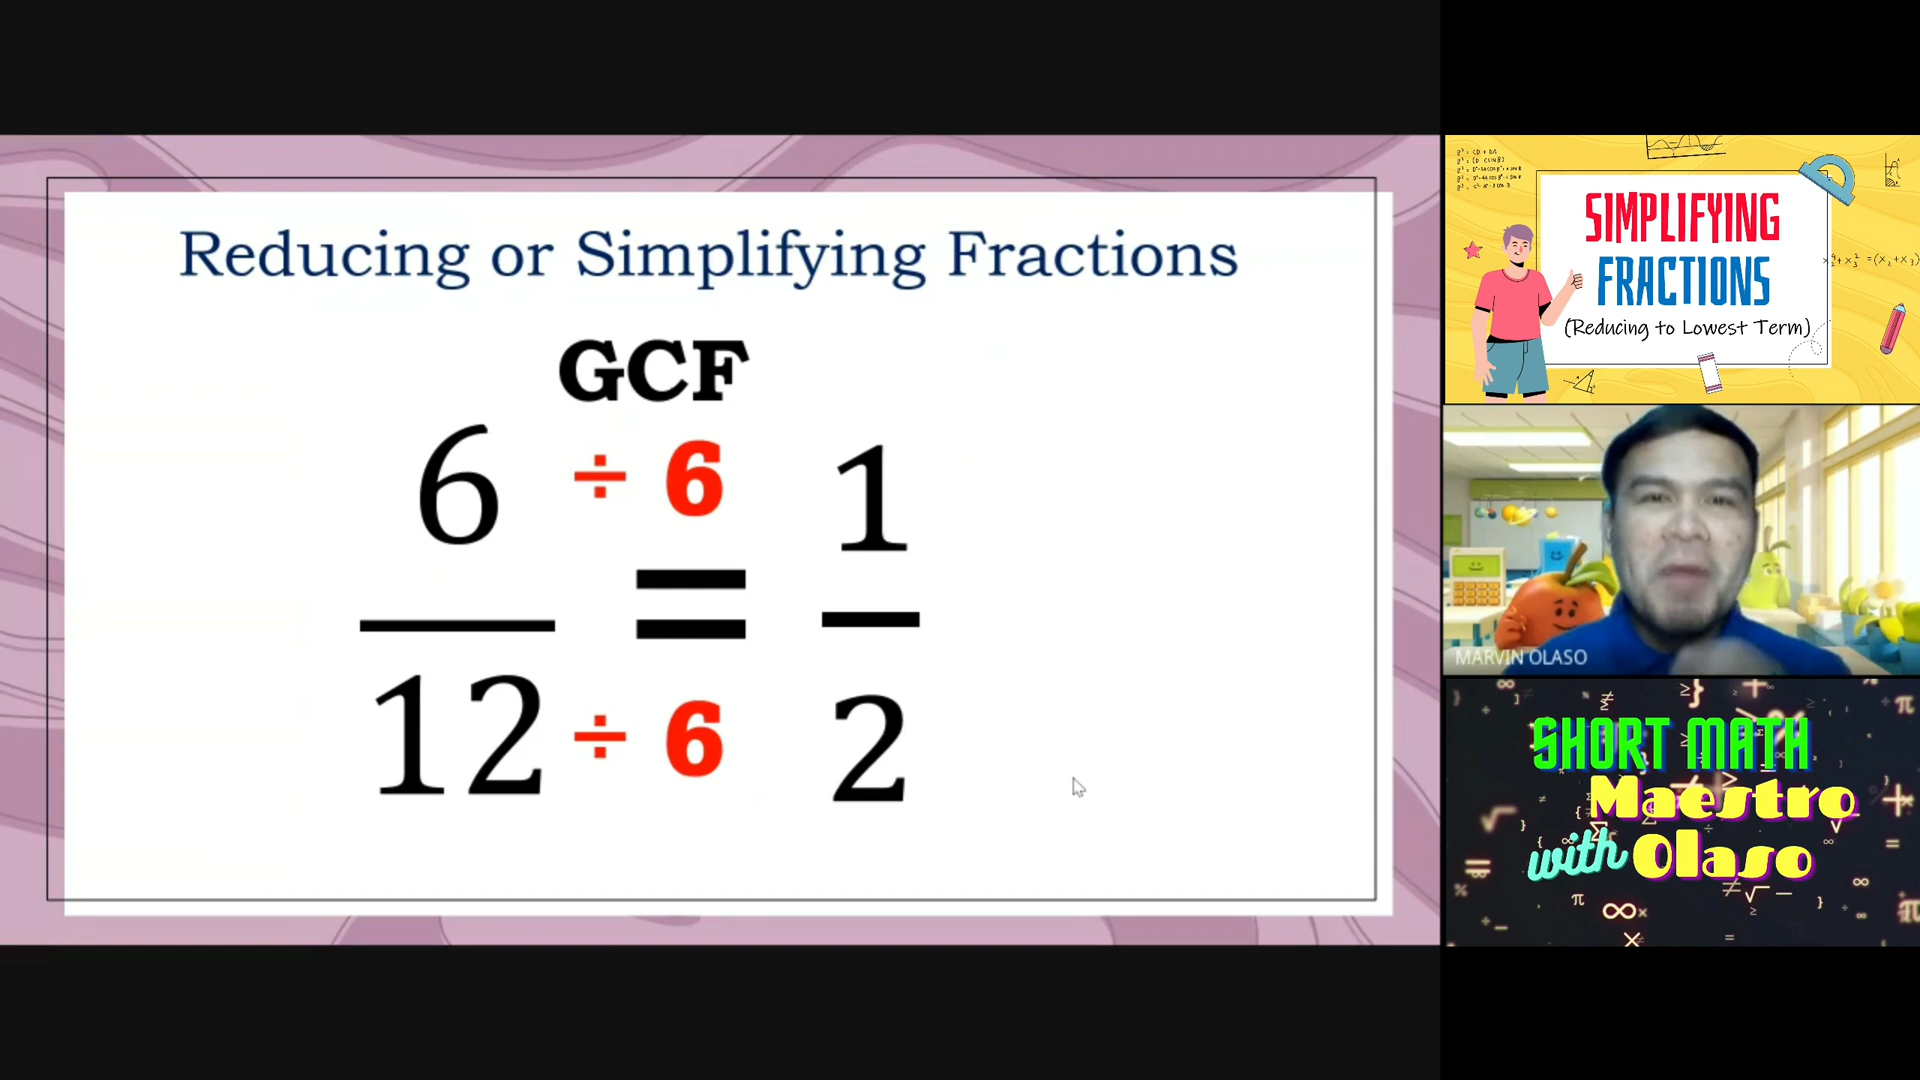 Reducing or Simplifying Fractions
GCF
6 ÷ 6 1
=
12 ÷ 6 2
SIMPLIFYING
FRACTIONS
(Reducing to Lowest Term)
MARVIN OLASO
SHORT MATH
Maestro
with Olaso